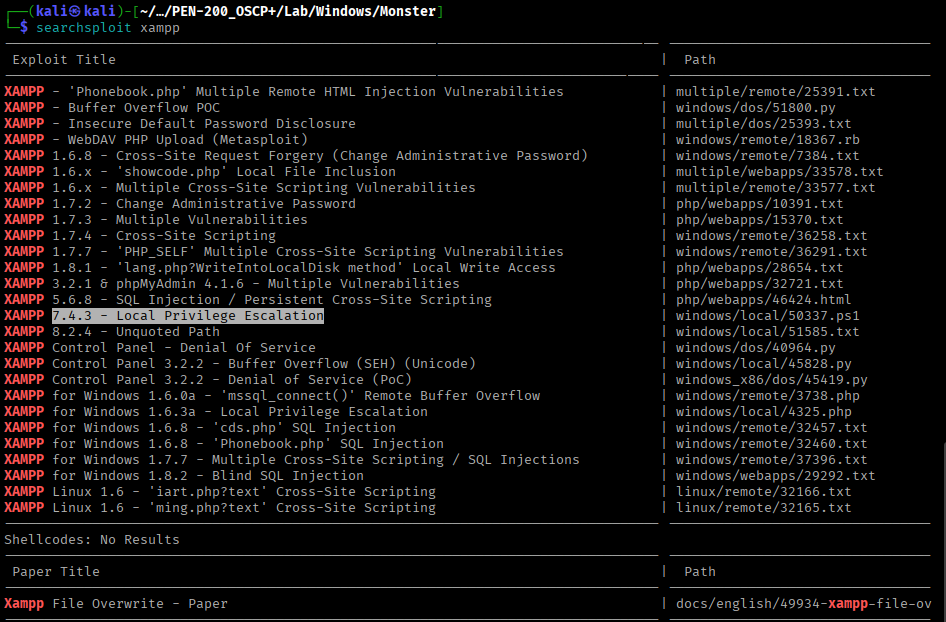 ┌──(kali㉿kali)-[~/…/PEN-200_OSCP+/Lab/Windows/Monster]
└─$ searchsploit xampp
Exploit Title | Path
XAMPP - 'Phonebook.php' Multiple Remote HTML Injection Vulnerabilities | multiple/remote/25391.txt
XAMPP - Buffer Overflow POC | windows/dos/51800.py
XAMPP - Insecure Default Password Disclosure | multiple/dos/25393.txt
XAMPP - WebDAV PHP Upload (Metasploit) | windows/remote/18367.rb
XAMPP 1.6.8 - Cross-Site Request Forgery (Change Administrative Password) | windows/remote/7384.txt
XAMPP 1.6.x - 'showcode.php' Local File Inclusion | multiple/webapps/33578.txt
XAMPP 1.6.x - Multiple Cross-Site Scripting Vulnerabilities | multiple/remote/33577.txt
XAMPP 1.7.2 - Change Administrative Password | php/webapps/10391.txt
XAMPP 1.7.3 - Multiple Vulnerabilities | php/webapps/15370.txt
XAMPP 1.7.4 - Cross-Site Scripting | windows/remote/36258.txt
XAMPP 1.7.7 - 'PHP_SELF' Multiple Cross-Site Scripting Vulnerabilities | windows/remote/36291.txt
XAMPP 1.8.1 - 'lang.php?WriteIntoLocalDisk method' Local Write Access | php/webapps/28654.txt
XAMPP 3.2.1 & phpMyAdmin 4.1.6 - Multiple Vulnerabilities | php/webapps/32721.txt
XAMPP 5.6.8 - SQL Injection / Persistent Cross-Site Scripting | php/webapps/46424.html
XAMPP 7.4.3 - Local Privilege Escalation | windows/local/50337.ps1
XAMPP 8.2.4 - Unquoted Path | windows/local/51585.txt
XAMPP Control Panel - Denial Of Service | windows/dos/40964.py
XAMPP Control Panel 3.2.2 - Buffer Overflow (SEH) (Unicode) | windows/local/45828.py
XAMPP Control Panel 3.2.2 - Denial of Service (PoC) | windows_x86/dos/45419.py
XAMPP for Windows 1.6.0a - 'mssql_connect()' Remote Buffer Overflow | windows/remote/3738.php
XAMPP for Windows 1.6.3a - Local Privilege Escalation | windows/local/4325.php
XAMPP for Windows 1.6.8 - 'cds.php' SQL Injection | windows/remote/32457.txt
XAMPP for Windows 1.6.8 - 'Phonebook.php' SQL Injection | windows/remote/32460.txt
XAMPP for Windows 1.7.7 - Multiple Cross-Site Scripting / SQL Injections | windows/remote/37396.txt
XAMPP for Windows 1.8.2 - Blind SQL Injection | windows/webapps/29292.txt
XAMPP Linux 1.6 - 'iart.php?text' Cross-Site Scripting | linux/remote/32166.txt
XAMPP Linux 1.6 - 'ming.php?text' Cross-Site Scripting | linux/remote/32165.txt
Shellcodes: No Results
Paper Title | Path
Xampp File Overwrite - Paper | docs/english/49934-xampp-file-ov